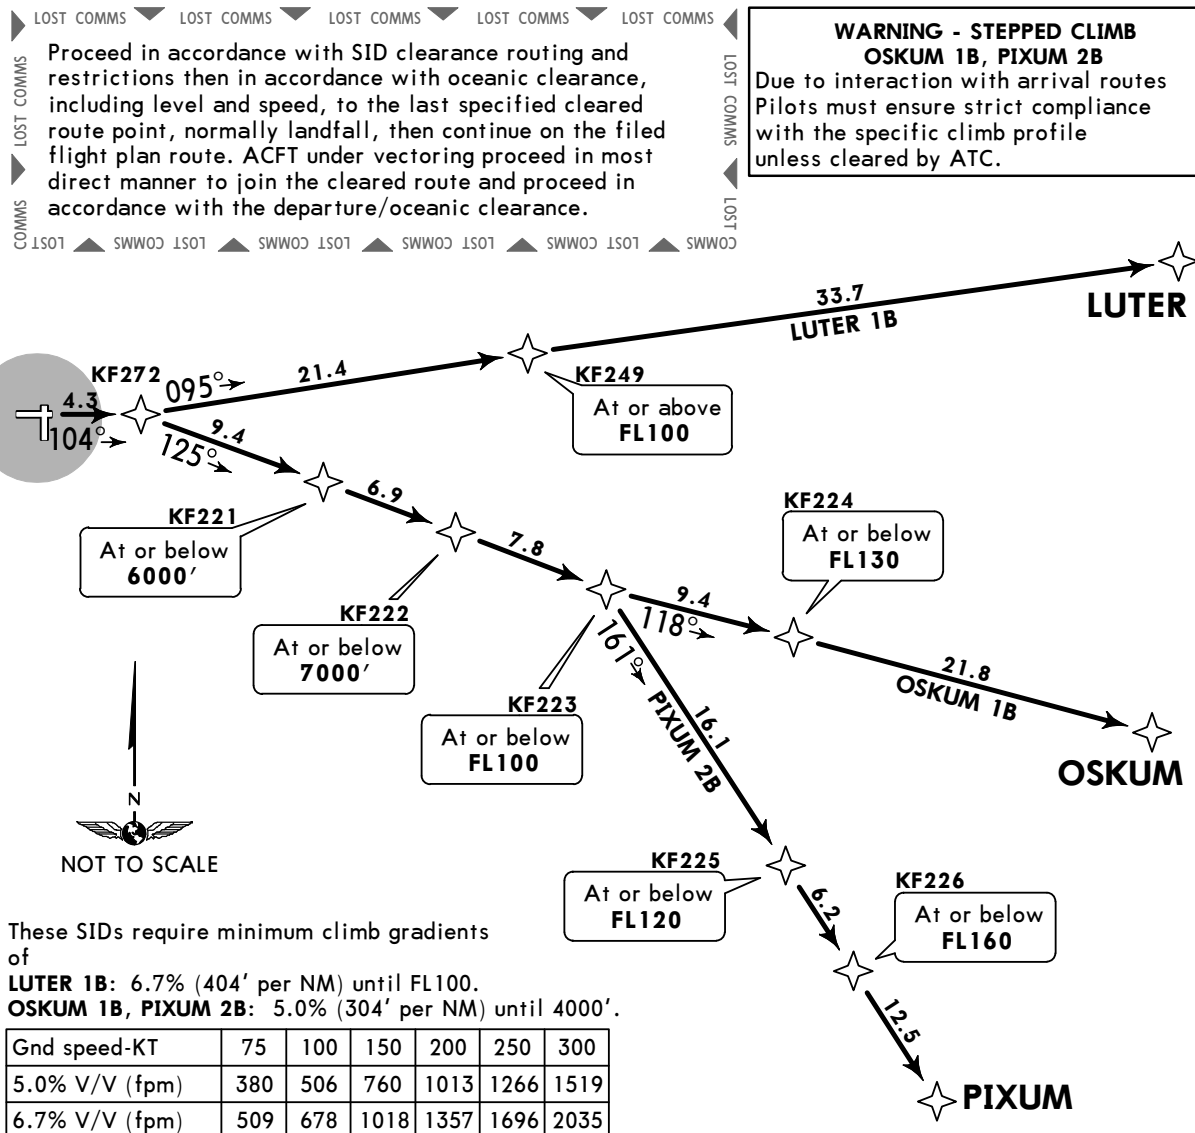 LOST COMMS LOST COMMS LOST COMMS LOST COMMS LOST COMMS
LOST COMMS
LOST COMMS
COMMS
Proceed in accordance with SID clearance routing and
restrictions then in accordance with oceanic clearance,
including level and speed, to the last specified cleared
route point, normally landfall, then continue on the filed
flight plan route. ACFT under vectoring proceed in most
direct manner to join the cleared route and proceed in
accordance with the departure/oceanic clearance.
LOST COMMS LOST COMMS LOST COMMS LOST COMMS LOST COMMS
LOST
WARNING - STEPPED CLIMB
OSKUM 1B, PIXUM 2B
Due to interaction with arrival routes
Pilots must ensure strict compliance
with the specific climb profile
unless cleared by ATC.
LUTER
33.7
LUTER 1B
KF272
095°
21.4
KF249
At or above
FL100
4.3
104°
9.4
125°
KF221
At or below
6000'
6.9
KF222
At or below
7000'
7.8
KF223
At or below
FL100
KF224
At or below
FL130
9.4
118°
21.8
OSKUM 1B
OSKUM
161°
16.1
PIXUM 2B
KF225
At or below
FL120
6.2
KF226
At or below
FL160
12.5
PIXUM
N
NOT TO SCALE
These SIDs require minimum climb gradients
of
LUTER 1B: 6.7% (404' per NM) until FL100.
OSKUM 1B, PIXUM 2B: 5.0% (304' per NM) until 4000'.
Gnd speed-KT 75 100 150 200 250 300
5.0% V/V (fpm) 380 506 760 1013 1266 1519
6.7% V/V (fpm) 509 678 1018 1357 1696 2035